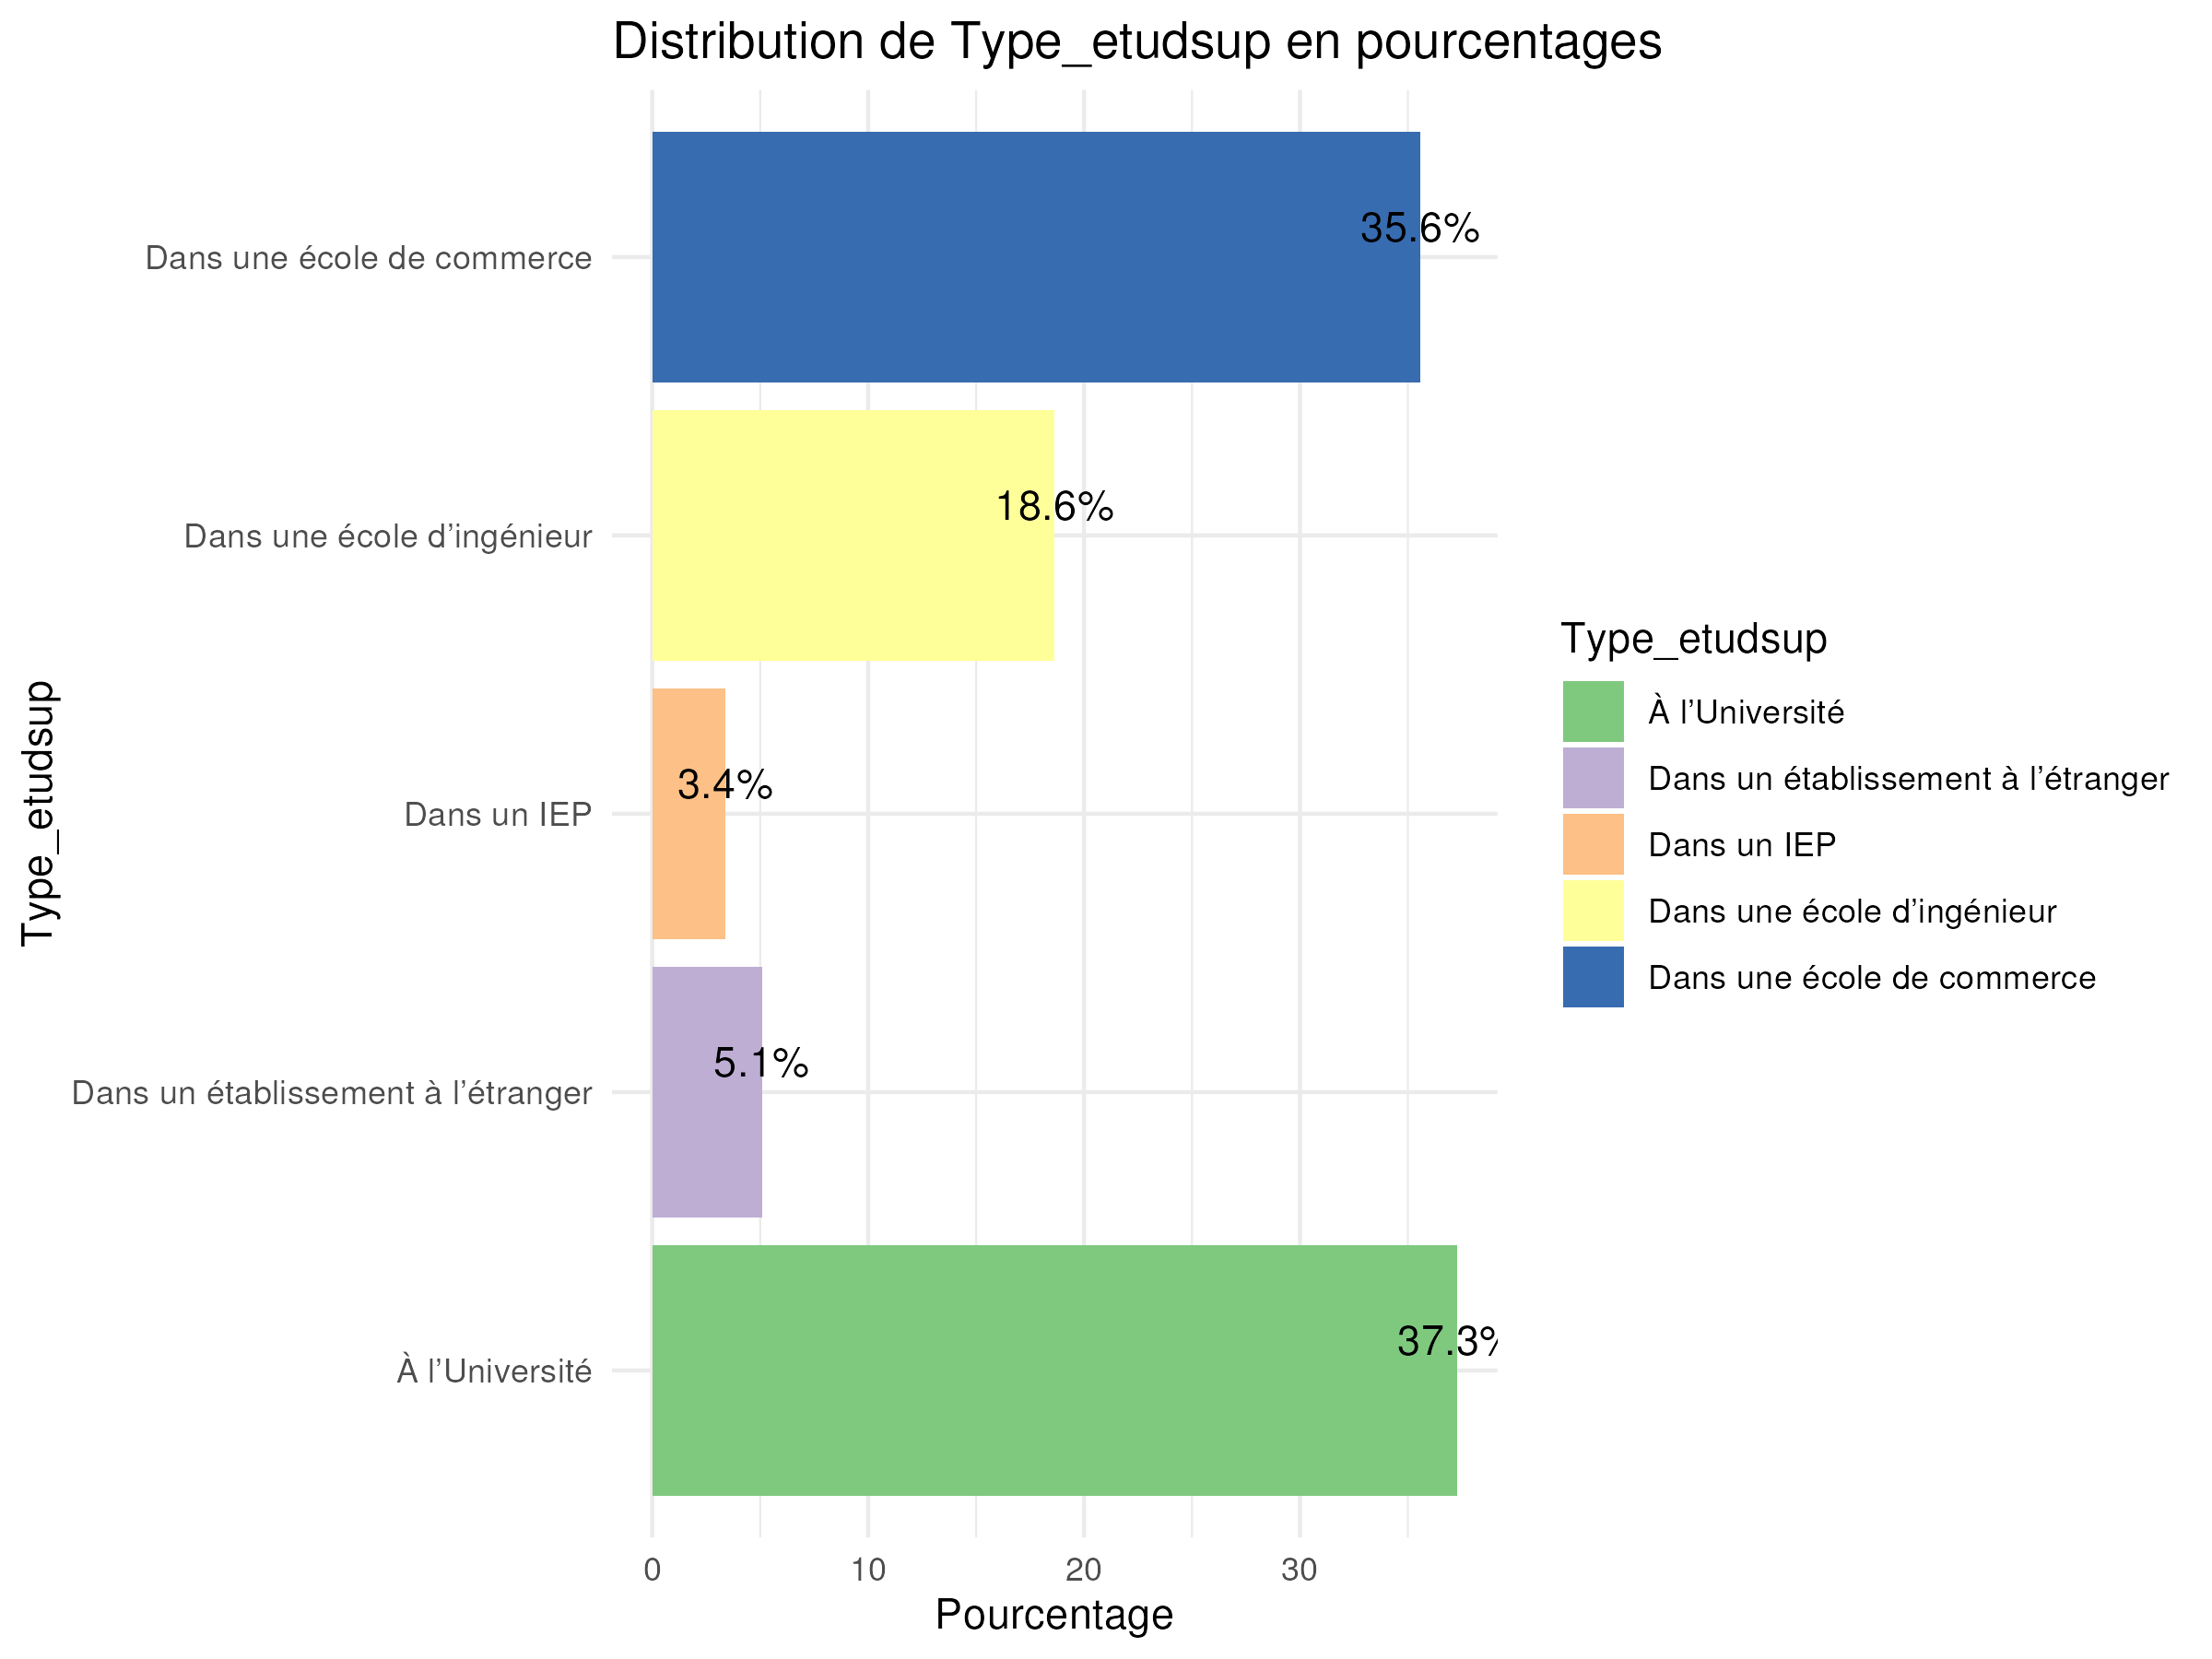 Distribution de Type_etudsup en pourcentages
Dans une école de commerce
35.6%
Dans une école d’ingénieur
18.6%
Dans un IEP
3.4%
Dans un établissement à l’étranger
5.1%
À l’Université
37.3%
0 10 20 30
Pourcentage
Type_etudsup
Type_etudsup
À l’Université
Dans un établissement à l’étranger
Dans un IEP
Dans une école d’ingénieur
Dans une école de commerce